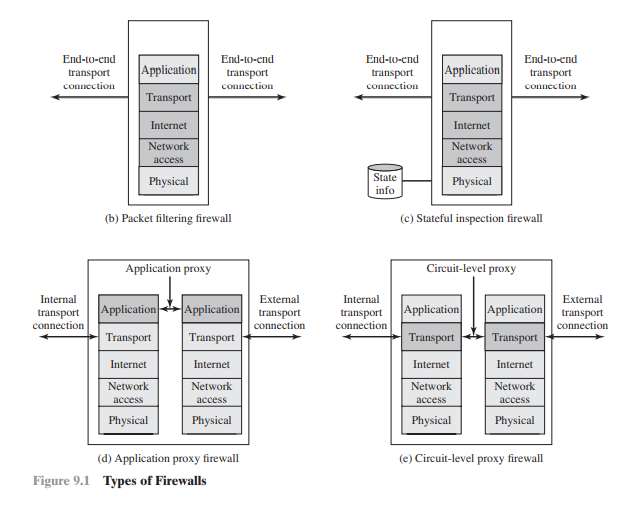 End-to-end
transport
connection
Application
Transport
Internet
Network
access
Physical
End-to-end
transport
connection
(b) Packet filtering firewall
End-to-end
transport
connection
Application
Transport
Internet
Network
access
Physical
State
info
End-to-end
transport
connection
(c) Stateful inspection firewall
Application proxy
Internal
transport
connection
Application
Transport
Internet
Network
access
Physical
Application
Transport
Internet
Network
access
Physical
External
transport
connection
(d) Application proxy firewall
Circuit-level proxy
Internal
transport
connection
Application
Transport
Internet
Network
access
Physical
Application
Transport
Internet
Network
access
Physical
External
transport
connection
(e) Circuit-level proxy firewall
Figure 9.1 Types of Firewalls